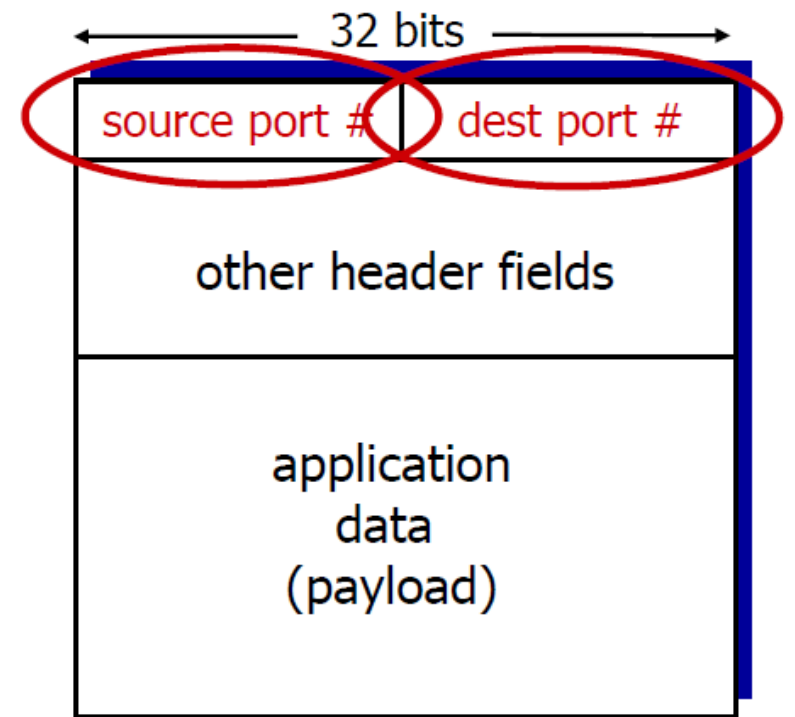 32 bits
source port # dest port #
other header fields
application
data
(payload)